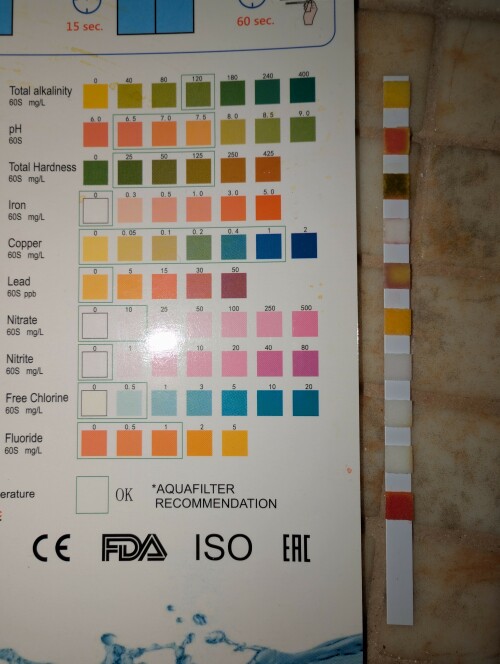 15 sec.
60 sec.
Total alkalinity 0 40 80 120 180 240 400
60S mg/L
pH 6.0 6.5 7.0 7.5 8.0 8.5 9.0
60S
Total Hardness 0 25 50 125 250 425
60S mg/L
Iron 0 0.3 0.5 1.0 3.0 5.0
60S mg/L
Copper 0 0.05 0.1 0.2 0.4 1 2
60S mg/L
Lead 0 5 15 30 50
60S ppb
Nitrate 0 10 25 50 100 250 500
60S mg/L
Nitrite 0 1 10 20 40 80
60S mg/L
Free Chlorine 0 0.5 1 3 5 10 20
60S mg/L
Fluoride 0 0.5 1 2 5
60S mg/L
erature OK *AQUAFILTER
RECOMMENDATION
CE FDA ISO EAC